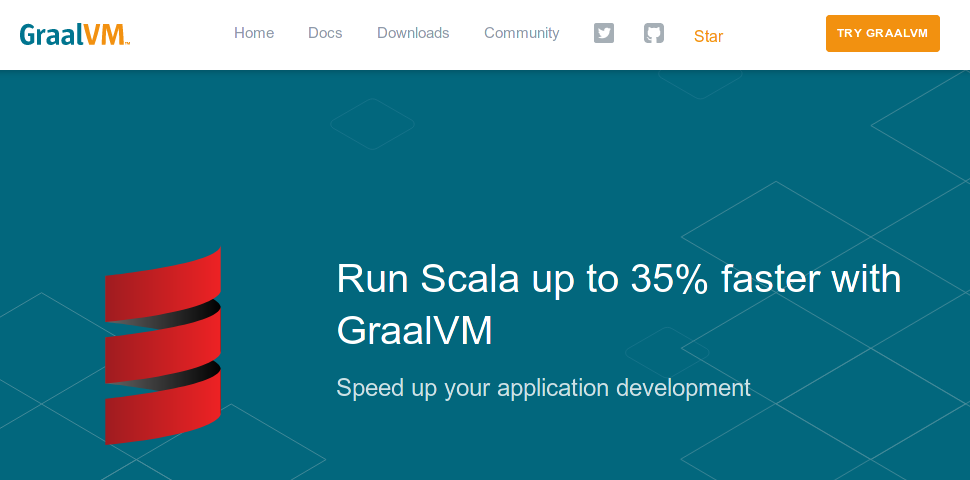 GraalVM™
Home Docs Downloads Community Star TRY GRAALVM
Run Scala up to 35% faster with
GraalVM
Speed up your application development